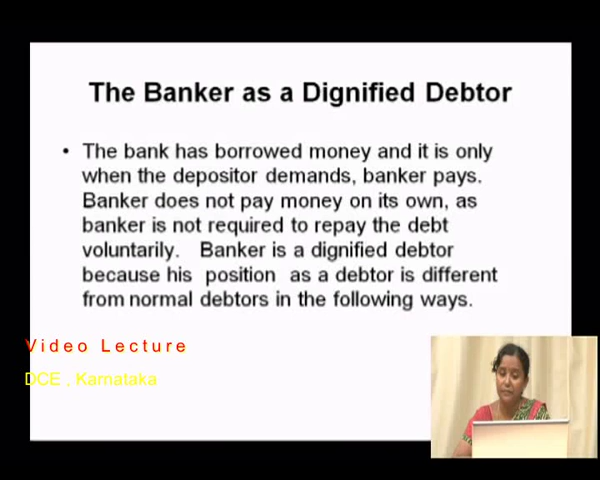 The Banker as a Dignified Debtor
• The bank has borrowed money and it is only
when the depositor demands, banker pays.
Banker does not pay money on its own, as
banker is not required to repay the debt
voluntarily. Banker is a dignified debtor
because his position as a debtor is different
from normal debtors in the following ways.
Video Lecture
DCE , Karnataka